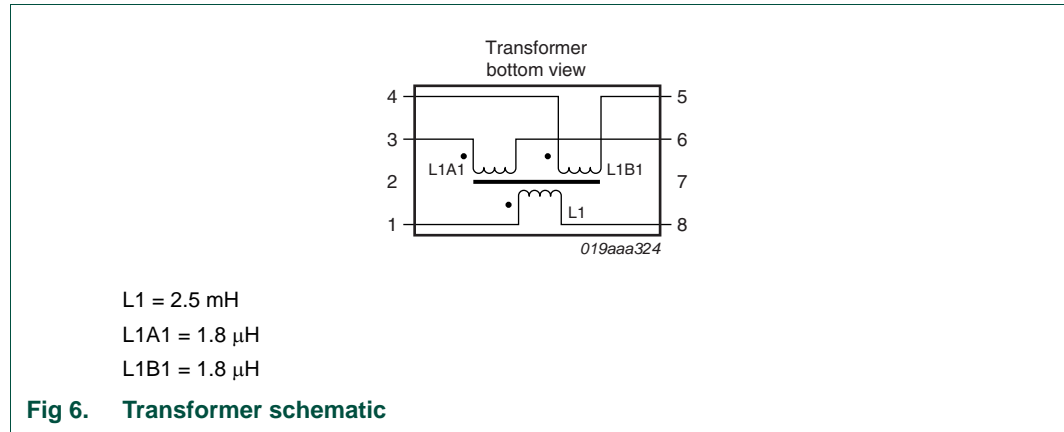 Transformer
bottom view
4
5
3
6
L1A1
L1B1
2
7
L1
1
8
019aaa324
L1 = 2.5 mH
L1A1 = 1.8 μH
L1B1 = 1.8 μH
Fig 6. Transformer schematic